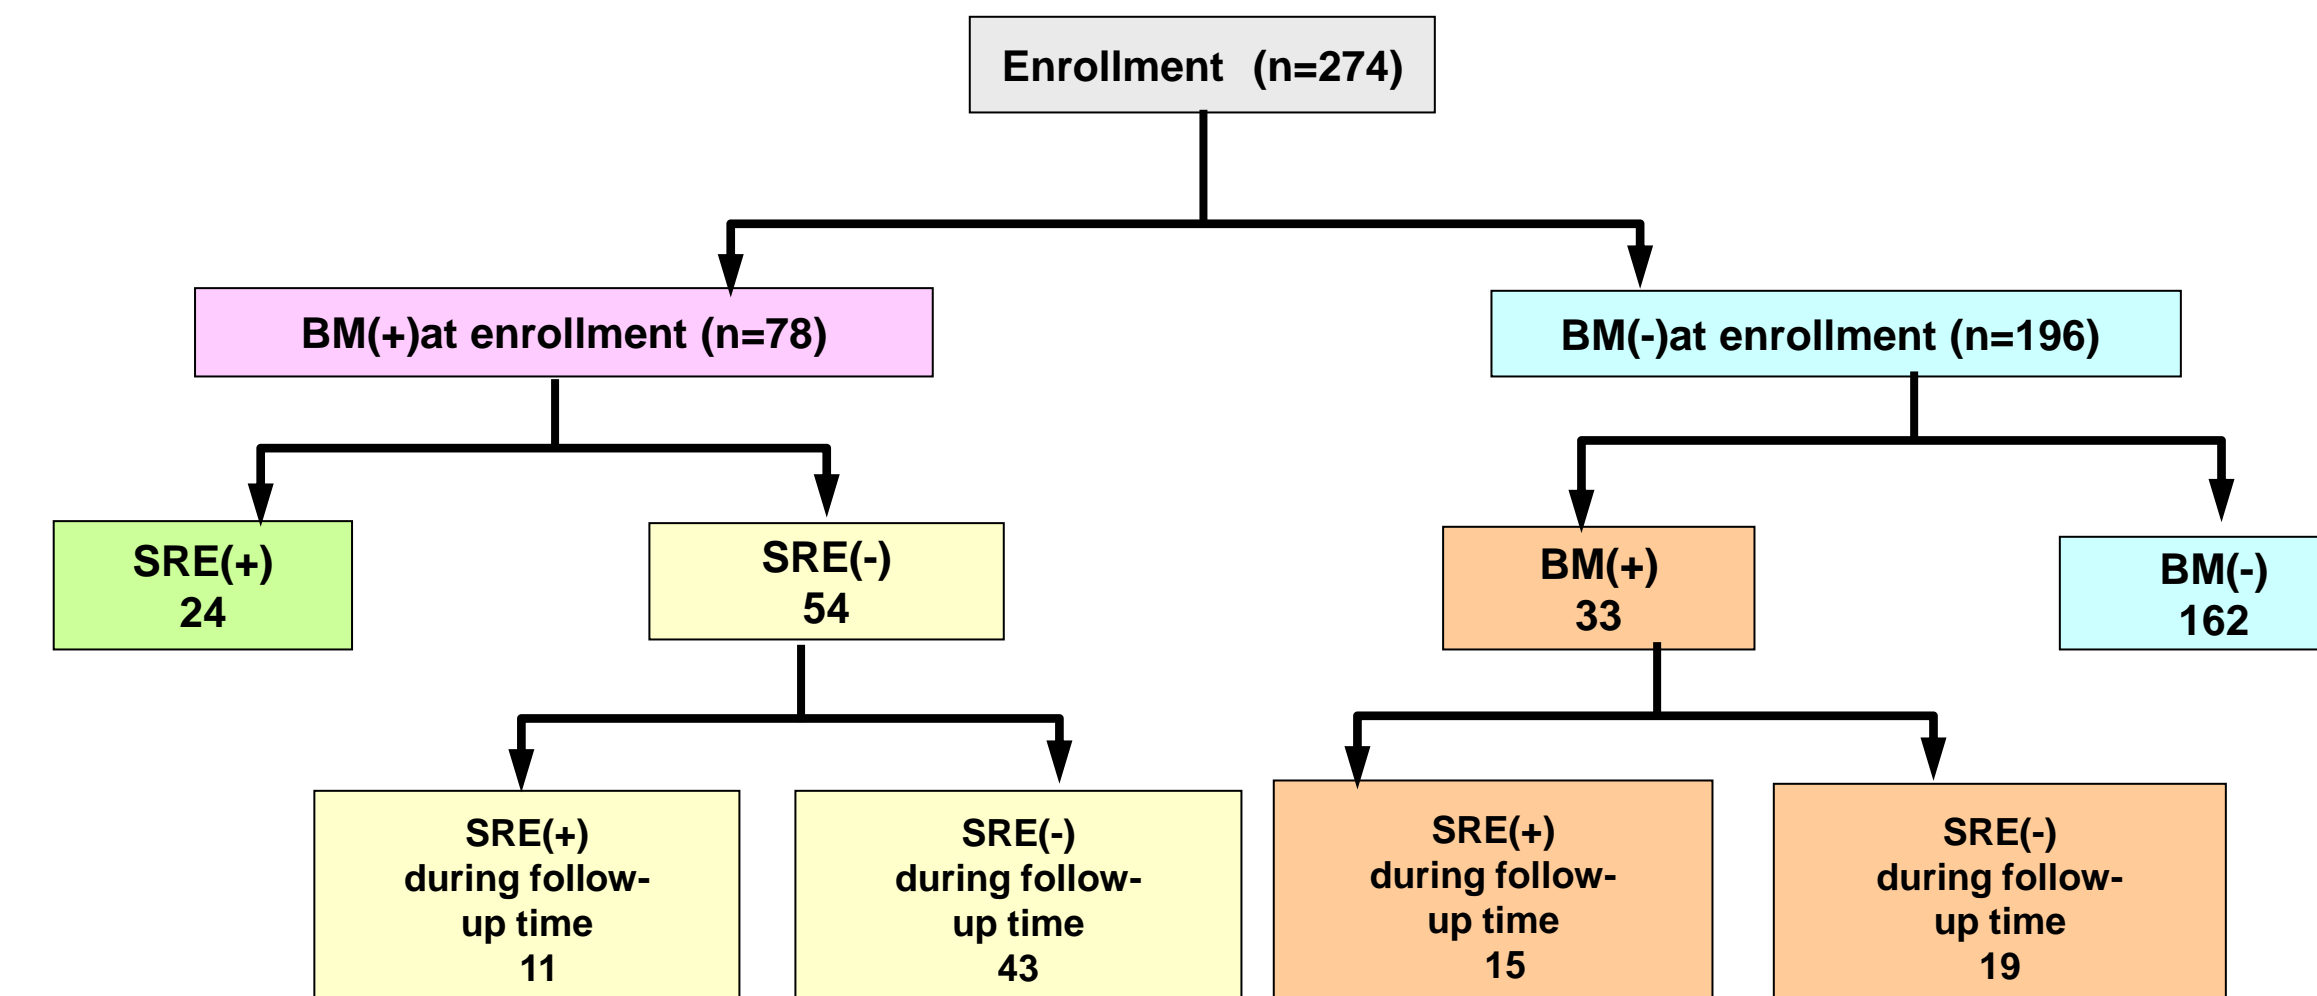 Enrollment (n=274)
BM(+)at enrollment (n=78)
BM(-)at enrollment (n=196)
SRE(+)
24
SRE(-)
54
BM(+)
33
BM(-)
162
SRE(+)
during follow-
up time
11
SRE(-)
during follow-
up time
43
SRE(+)
during follow-
up time
15
SRE(-)
during follow-
up time
19